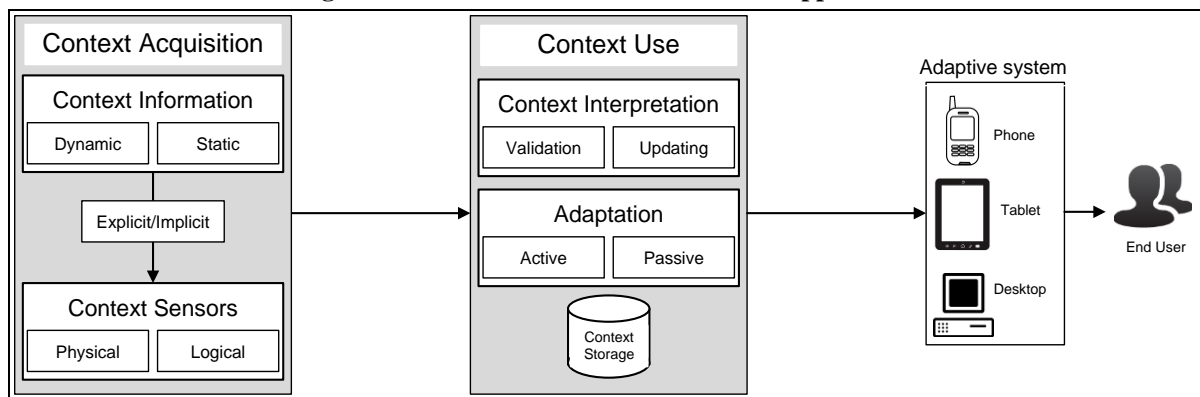 Context Acquisition
Context Information
Dynamic
Static
Explicit/Implicit
Context Sensors
Physical
Logical
Context Use
Context Interpretation
Validation
Updating
Adaptation
Active
Passive
Context
Storage
Adaptive system
Phone
Tablet
Desktop
End User